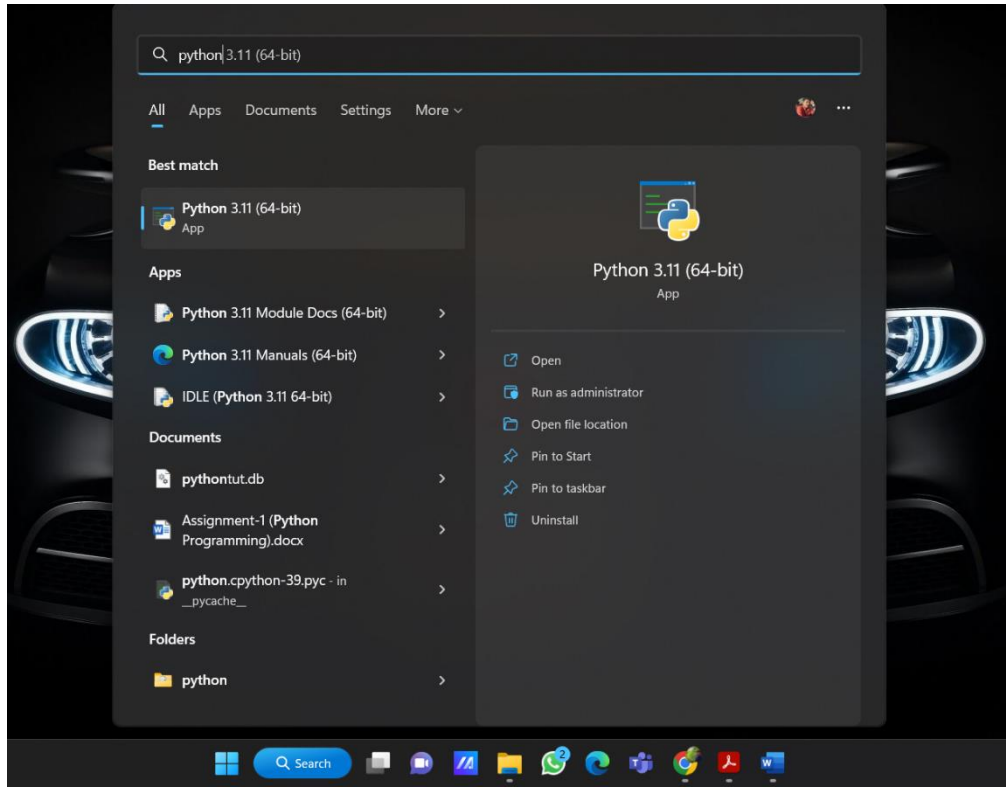 python 3.11 (64-bit)
All Apps Documents Settings More
Best match
Python 3.11 (64-bit)
App
Apps
Python 3.11 Module Docs (64-bit)
Python 3.11 Manuals (64-bit)
IDLE (Python 3.11 64-bit)
Documents
pythontut.db
Assignment-1 (Python
Programming).docx
python.cpython-39.pyc - in
__pycache__
Folders
python
Python 3.11 (64-bit)
App
Open
Run as administrator
Open file location
Pin to Start
Pin to taskbar
Uninstall
Search
2
W